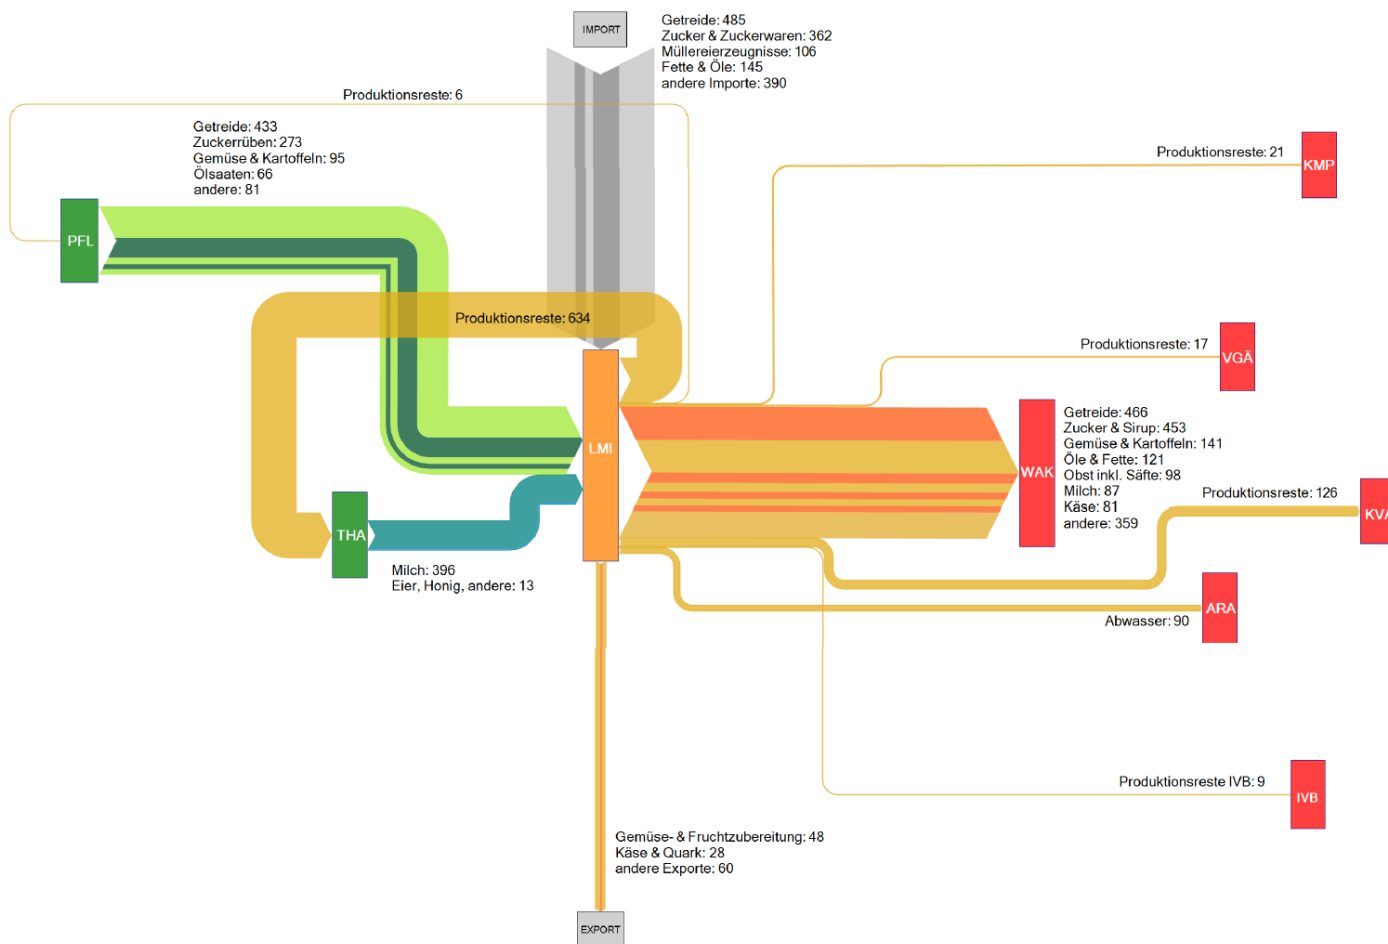 IMPORT
Getreide: 485
Zucker & Zuckerwaren: 362
Müllereierzeugnisse: 106
Fette & Öle: 145
andere Importe: 390
Produktionsreste: 6
Getreide: 433
Zuckerrüben: 273
Gemüse & Kartoffeln: 95
Ölsaaten: 66
andere: 81
Produktionsreste: 21
KMP
PFL
Produktionsreste: 634
Produktionsreste: 17
VGÄ
LMI
WAK
Getreide: 466
Zucker & Sirup: 453
Gemüse & Kartoffeln: 141
Öle & Fette: 121
Obst inkl. Säfte: 98
Milch: 87
Käse: 81
andere: 359
Produktionsreste: 126
KVA
THA
Milch: 396
Eier, Honig, andere: 13
ARA
Abwasser: 90
Produktionsreste IVB: 9
IVB
Gemüse- & Fruchtzubereitung: 48
Käse & Quark: 28
andere Exporte: 60
EXPORT